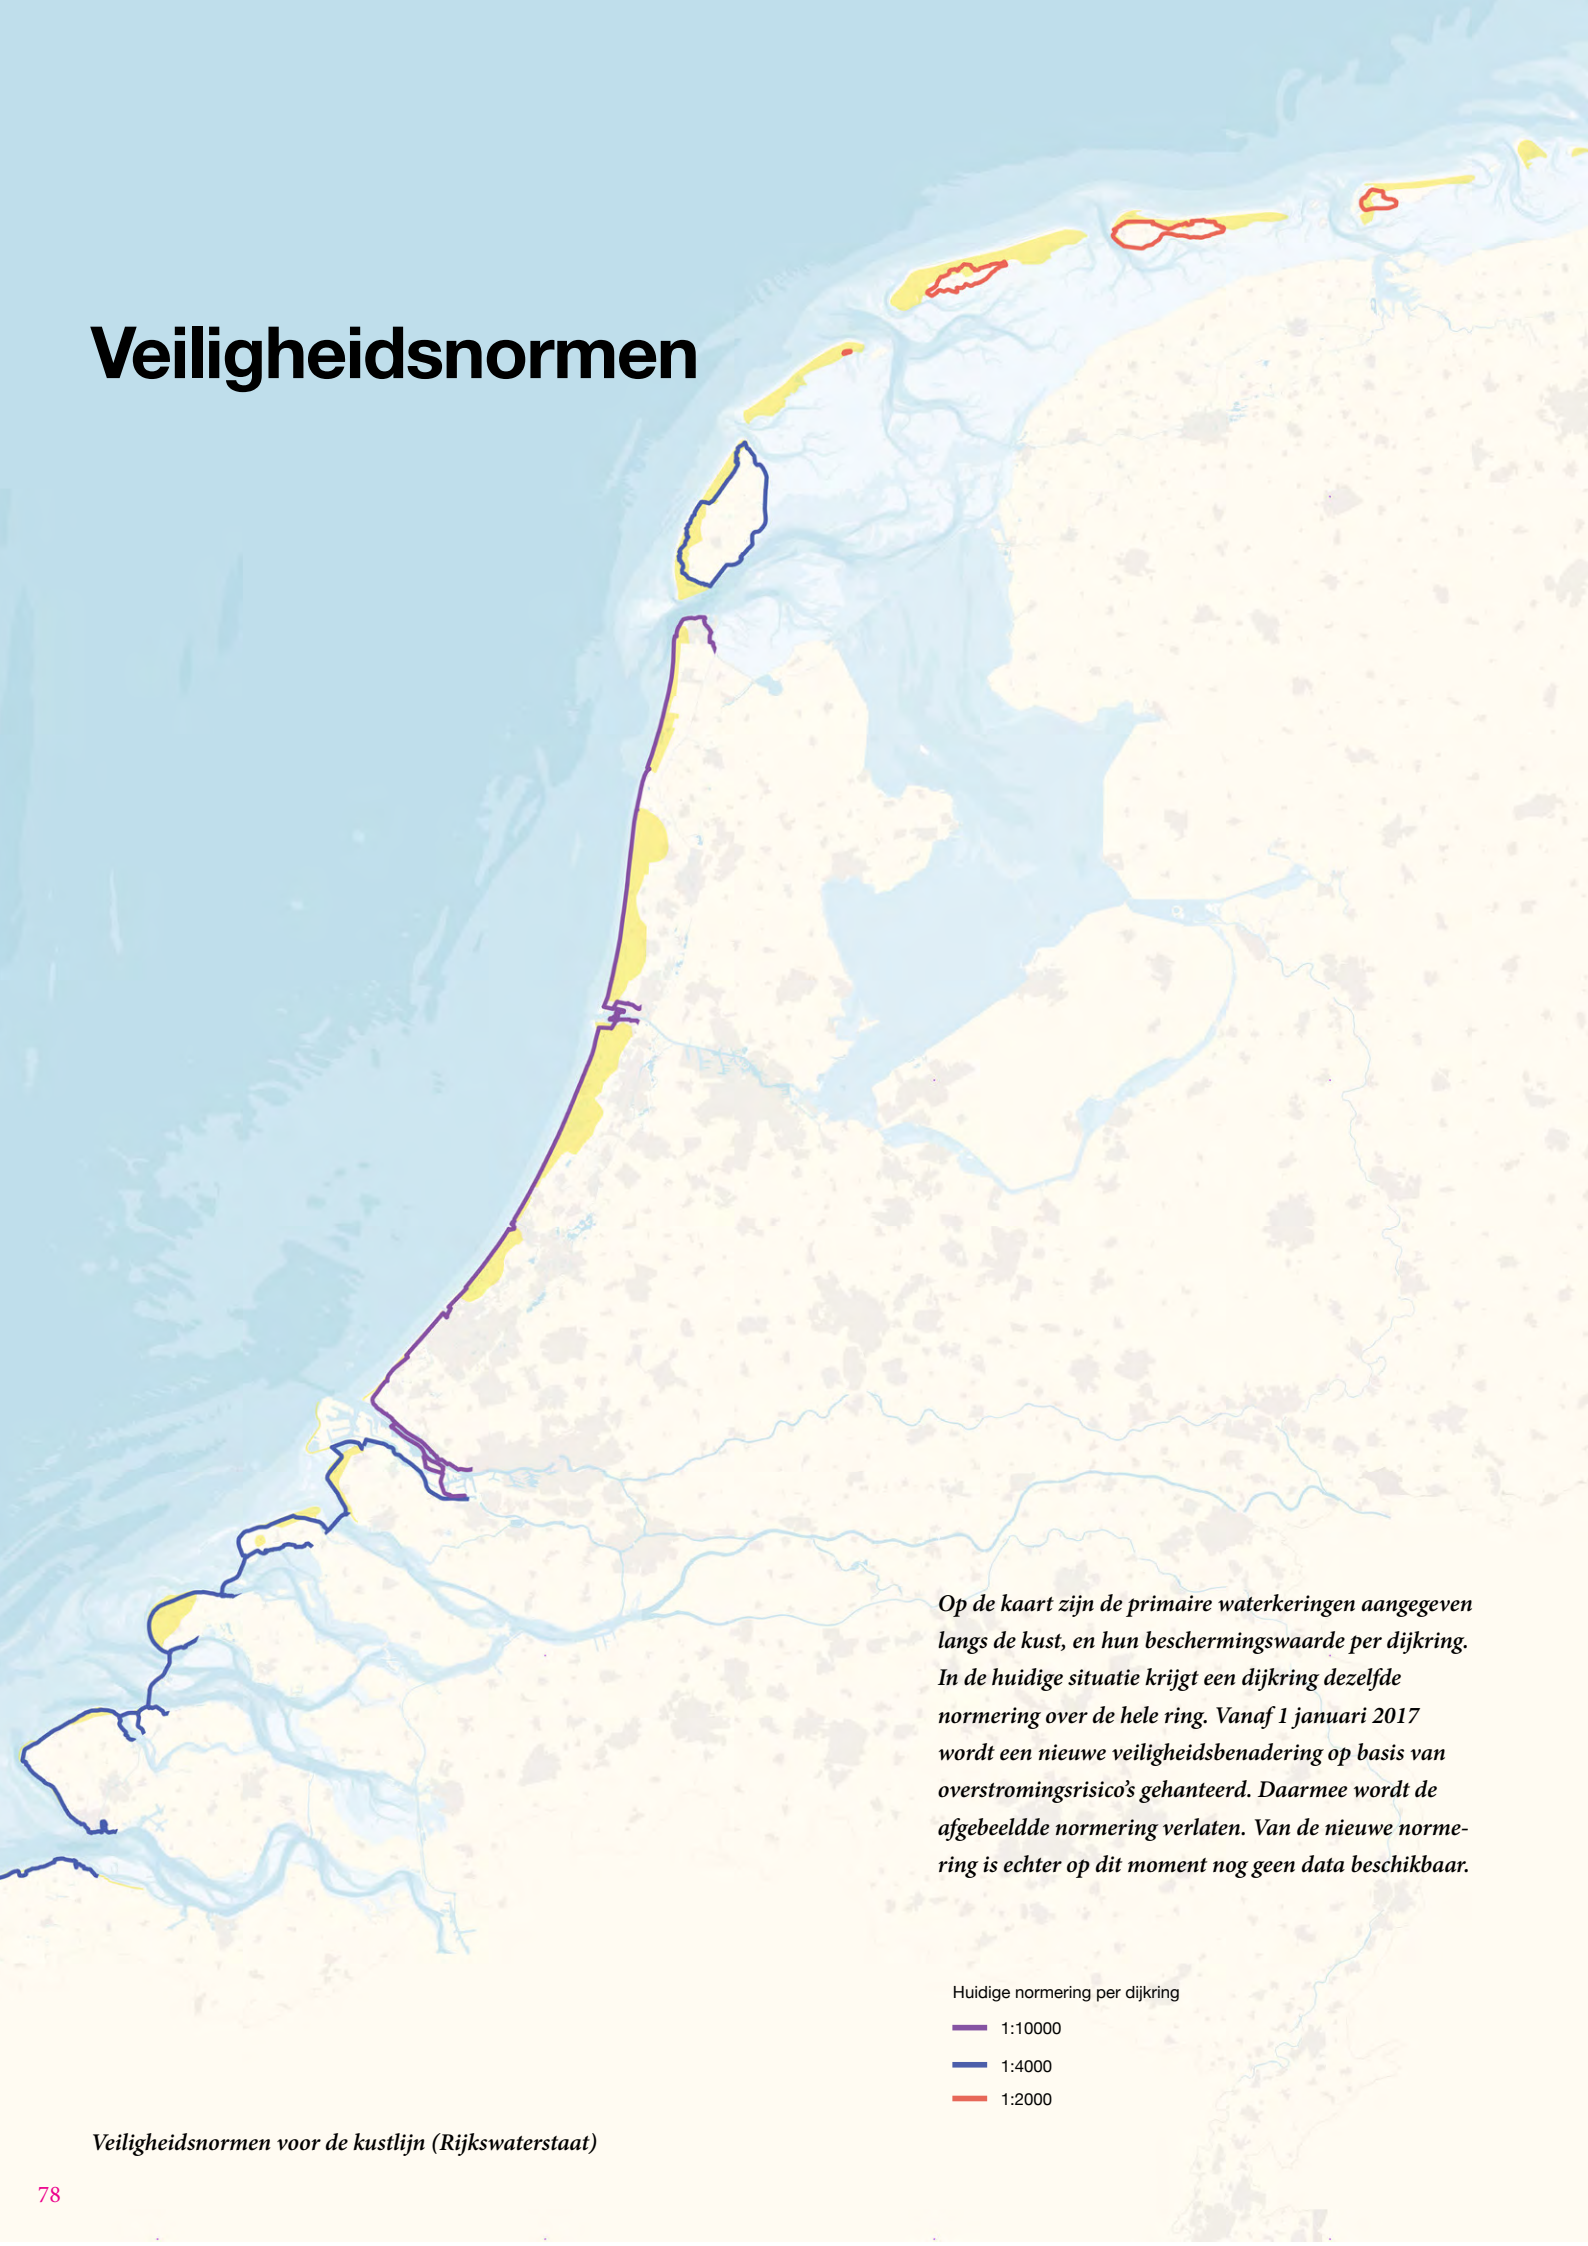 Veiligheidsnormen
Op de kaart zijn de primaire waterkeringen aangegeven
langs de kust, en hun beschermingswaarde per dijkring.
In de huidige situatie krijgt een dijkring dezelfde
normering over de hele ring. Vanaf 1 januari 2017
wordt een nieuwe veiligheidsbenadering op basis van
overstromingsrisico's gehanteerd. Daarmee wordt de
afgebeeldde normering verlaten. Van de nieuwe norme-
ring is echter op dit moment nog geen data beschikbaar.
Huidige normering per dijkring
1:10000
1:4000
1:2000
Veiligheidsnormen voor de kustlijn (Rijkswaterstaat)
78